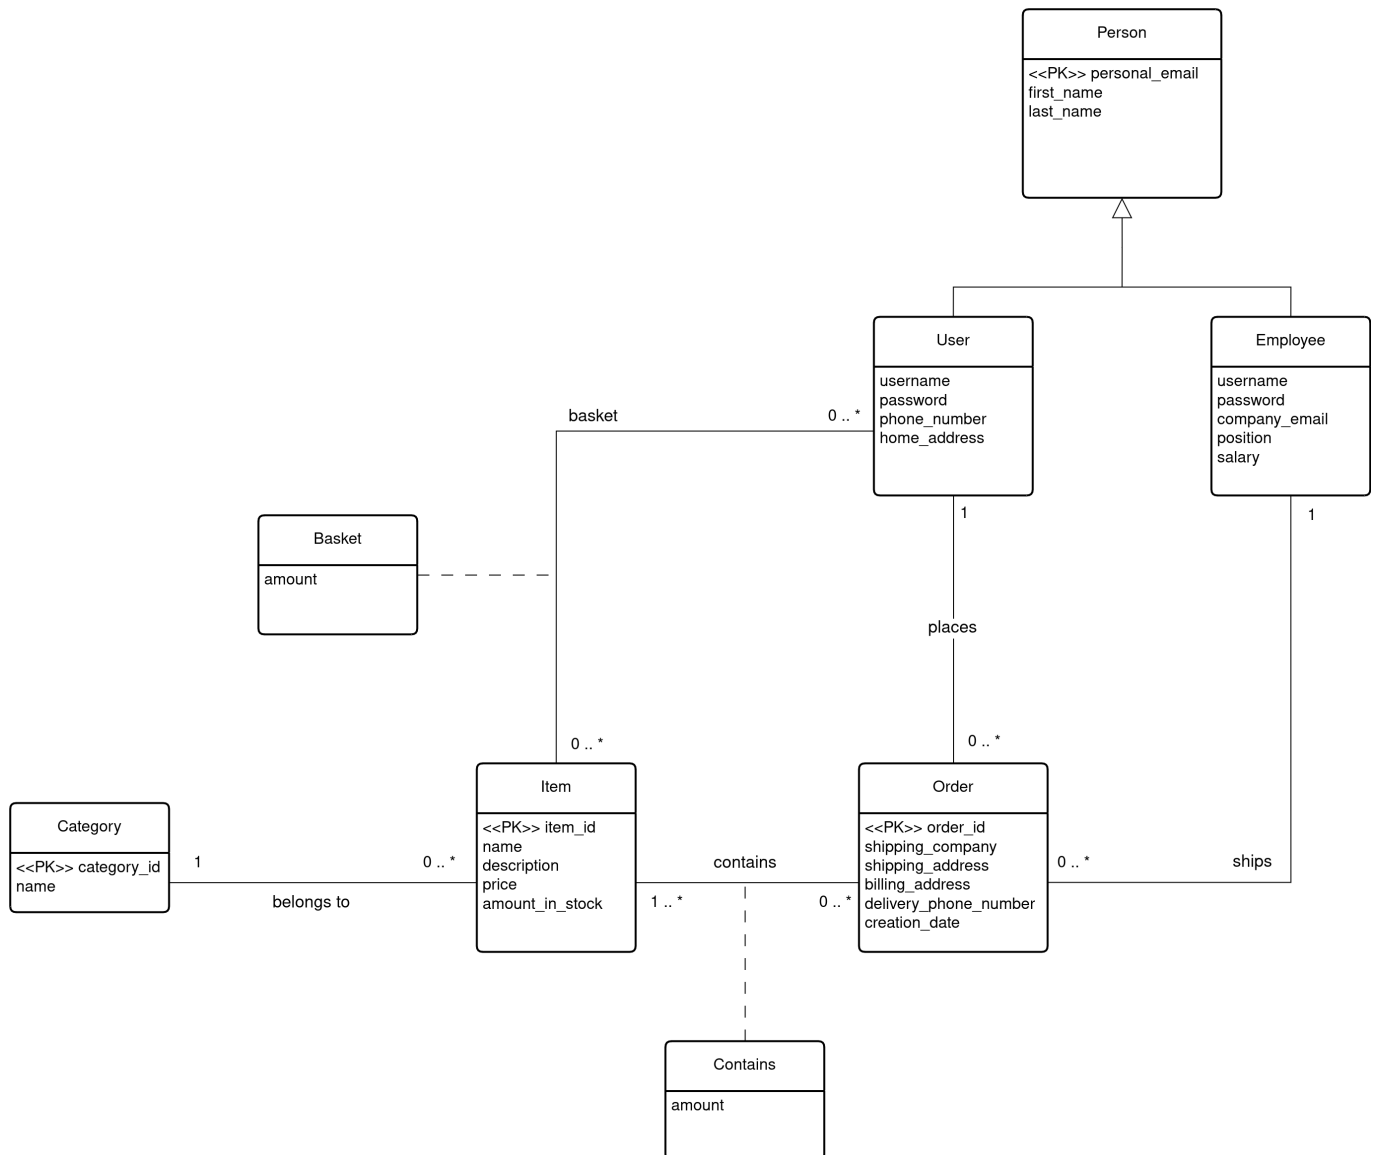 Person
<<PK>> personal_email
first_name
last_name
User
username
password
phone_number
home_address
Employee
username
password
company_email
position
salary
basket
0 .. *
1
1
Basket
amount
places
0 .. *
0 .. *
Item
<<PK>> item_id
name
description
price
amount_in_stock
Order
<<PK>> order_id
shipping_company
shipping_address
billing_address
delivery_phone_number
creation_date
Category
<<PK>> category_id
name
1
0 .. *
belongs to
contains
1 .. *
0 .. *
0 .. *
ships
Contains
amount